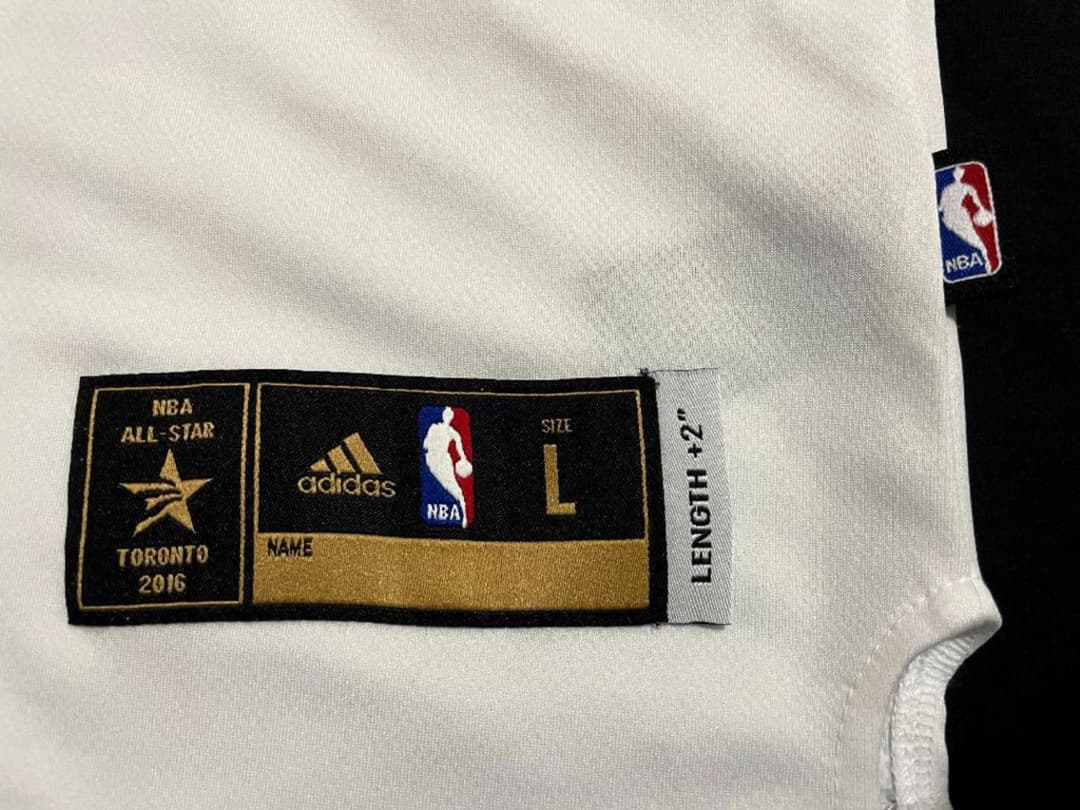 NBA
ALL-STAR
TORONTO
2016
adidas
NBA
SIZE
L
NAME
LENGTH +2”
NBA